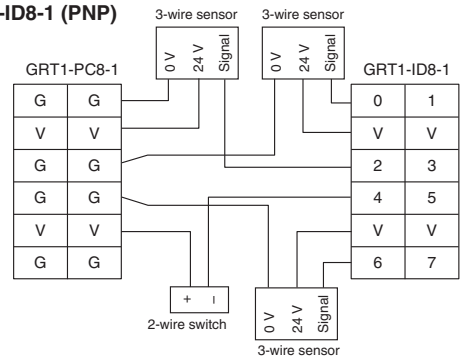 -ID8-1 (PNP)
3-wire sensor
3-wire sensor
0 V
24 V
Signal
0 V
24 V
Signal
GRT1-PC8-1
GRT1-ID8-1
G G
V V
G G
G G
V V
G G
0 1
V V
2 3
4 5
V V
6 7
+ –
2-wire switch
0 V
24 V
Signal
3-wire sensor